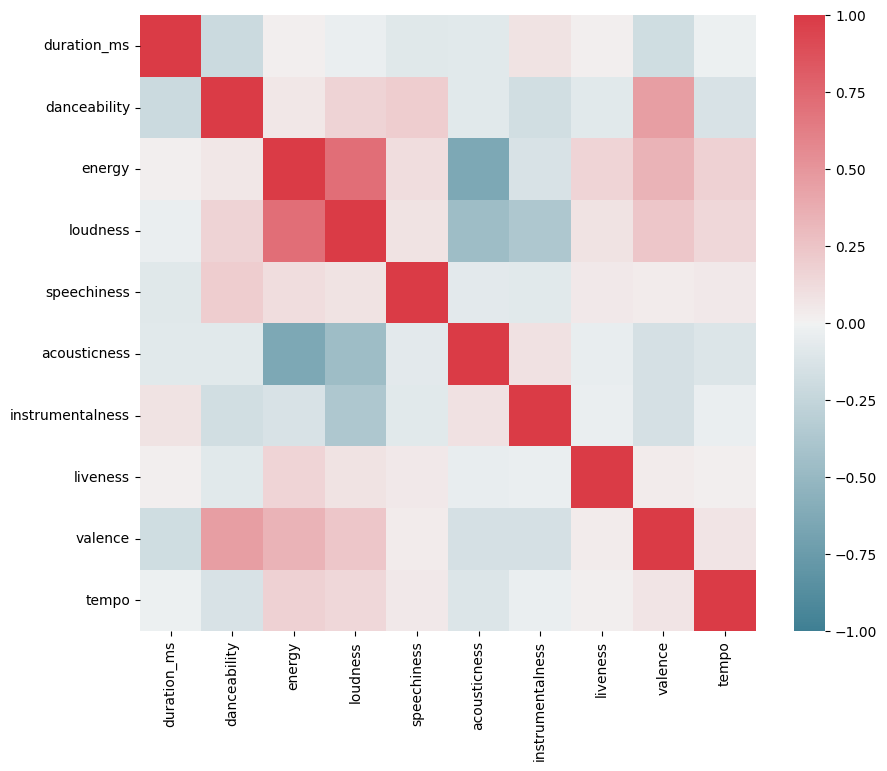 duration_ms
danceability
energy
loudness
speechiness
acousticness
instrumentalness
liveness
valence
tempo
duration_ms
danceability
energy
loudness
speechiness
acousticness
instrumentalness
liveness
valence
tempo
1.00
0.75
0.50
0.25
0.00
−0.25
−0.50
−0.75
−1.00